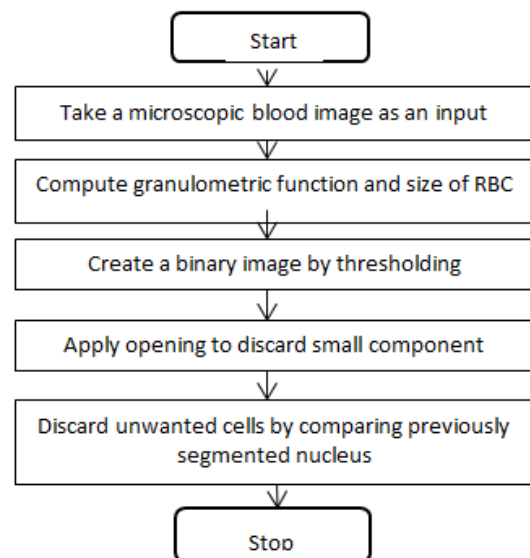 Start
Take a microscopic blood image as an input
Compute granulometric function and size of RBC
Create a binary image by thresholding
Apply opening to discard small component
Discard unwanted cells by comparing previously
segmented nucleus
Stop